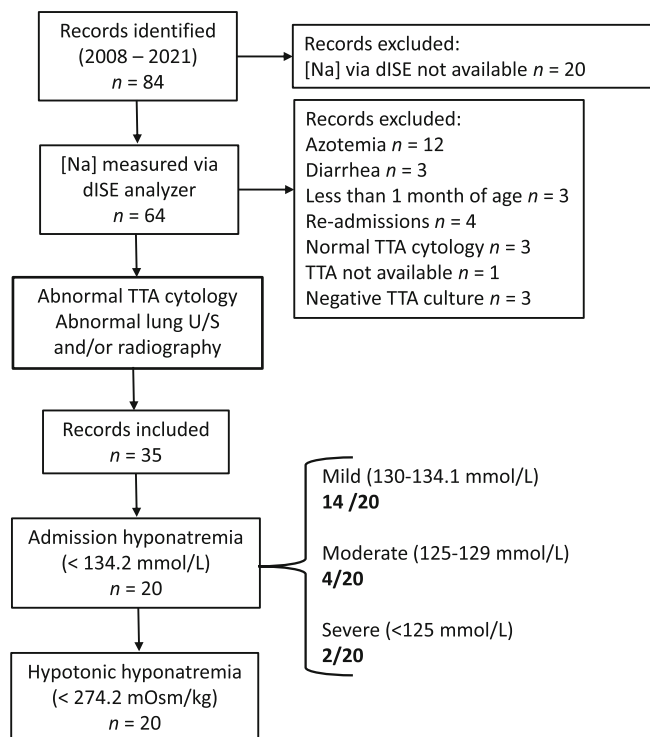 Records identified
(2008 – 2021)
n = 84
Records excluded:
[Na] via dISE not available n = 20
[Na] measured via
dISE analyzer
n = 64
Records excluded:
Azotemia n = 12
Diarrhea n = 3
Less than 1 month of age n = 3
Re-admissions n = 4
Normal TTA cytology n = 3
TTA not available n = 1
Negative TTA culture n = 3
Abnormal TTA cytology
Abnormal lung U/S
and/or radiography
Records included
n = 35
Admission hyponatremia
(< 134.2 mmol/L)
n = 20
Mild (130-134.1 mmol/L)
14 /20
Moderate (125-129 mmol/L)
4/20
Severe (<125 mmol/L)
2/20
Hypotonic hyponatremia
(< 274.2 mOsm/kg)
n = 20